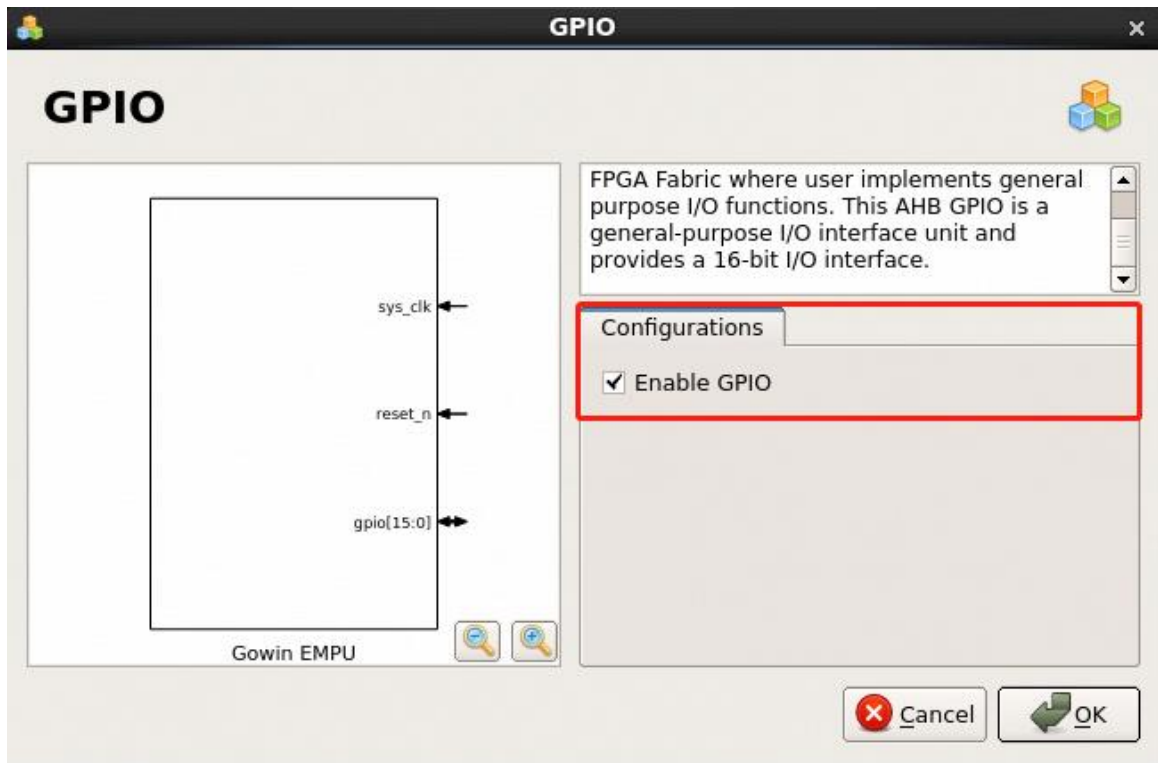 GPIO
GPIO
FPGA Fabric where user implements general
purpose I/O functions. This AHB GPIO is a
general-purpose I/O interface unit and
provides a 16-bit I/O interface.
sys_clk
reset_n
gpio[15:0]
Gowin EMPU
Configurations
Enable GPIO
Cancel
OK